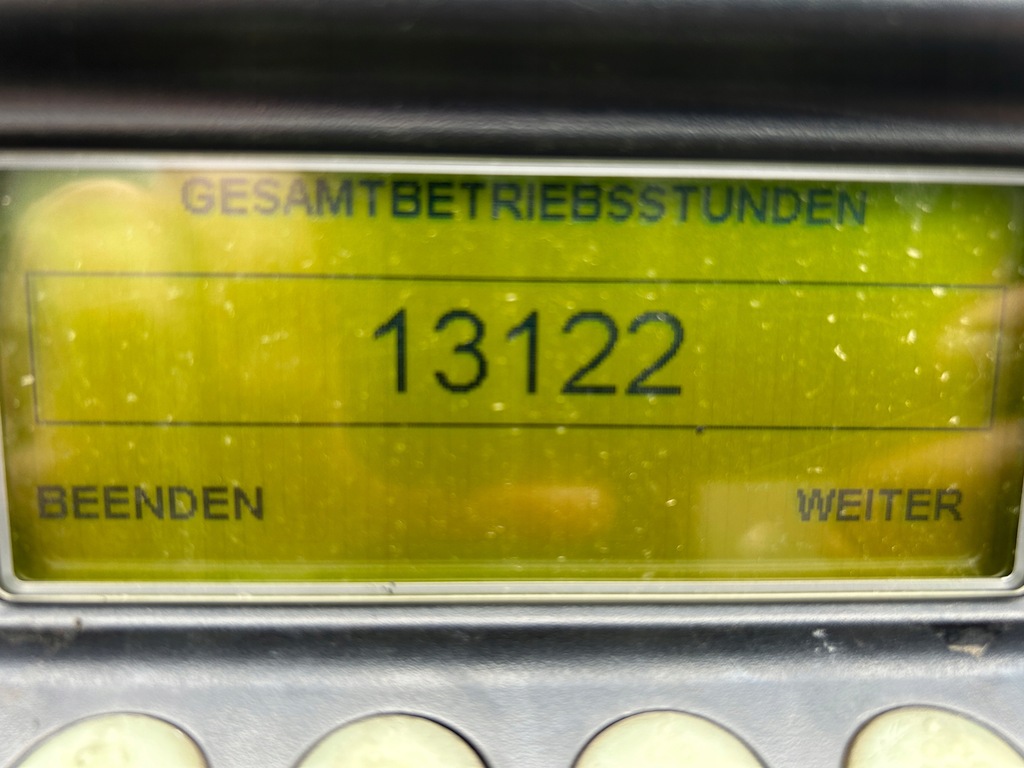 GESAMTBETRIEBSSTUNDEN
13122
BEENDEN WEITER